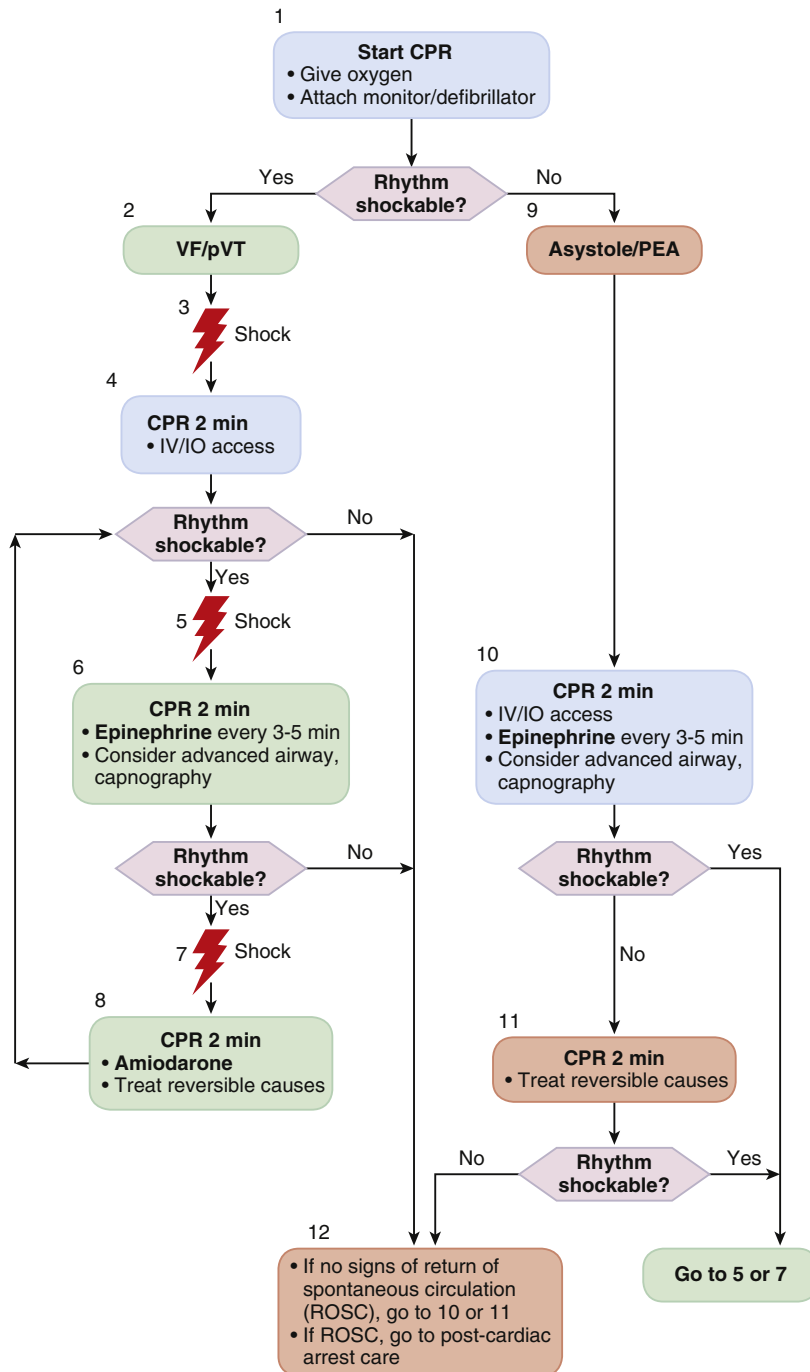 1
Start CPR
• Give oxygen
• Attach monitor/defibrillator
Yes
Rhythm
shockable?
No
2
VF/pVT
9
Asystole/PEA
3
Shock
4
CPR 2 min
• IV/IO access
Rhythm
shockable?
No
Yes
5
Shock
6
CPR 2 min
• Epinephrine every 3-5 min
• Consider advanced airway,
capnography
10
CPR 2 min
• IV/IO access
• Epinephrine every 3-5 min
• Consider advanced airway,
capnography
Rhythm
shockable?
No
Yes
Rhythm
shockable?
Yes
No
7
Shock
8
CPR 2 min
• Amiodarone
• Treat reversible causes
11
CPR 2 min
• Treat reversible causes
No
Rhythm
shockable?
Yes
12
• If no signs of return of
spontaneous circulation
(ROSC), go to 10 or 11
• If ROSC, go to post-cardiac
arrest care
Go to 5 or 7